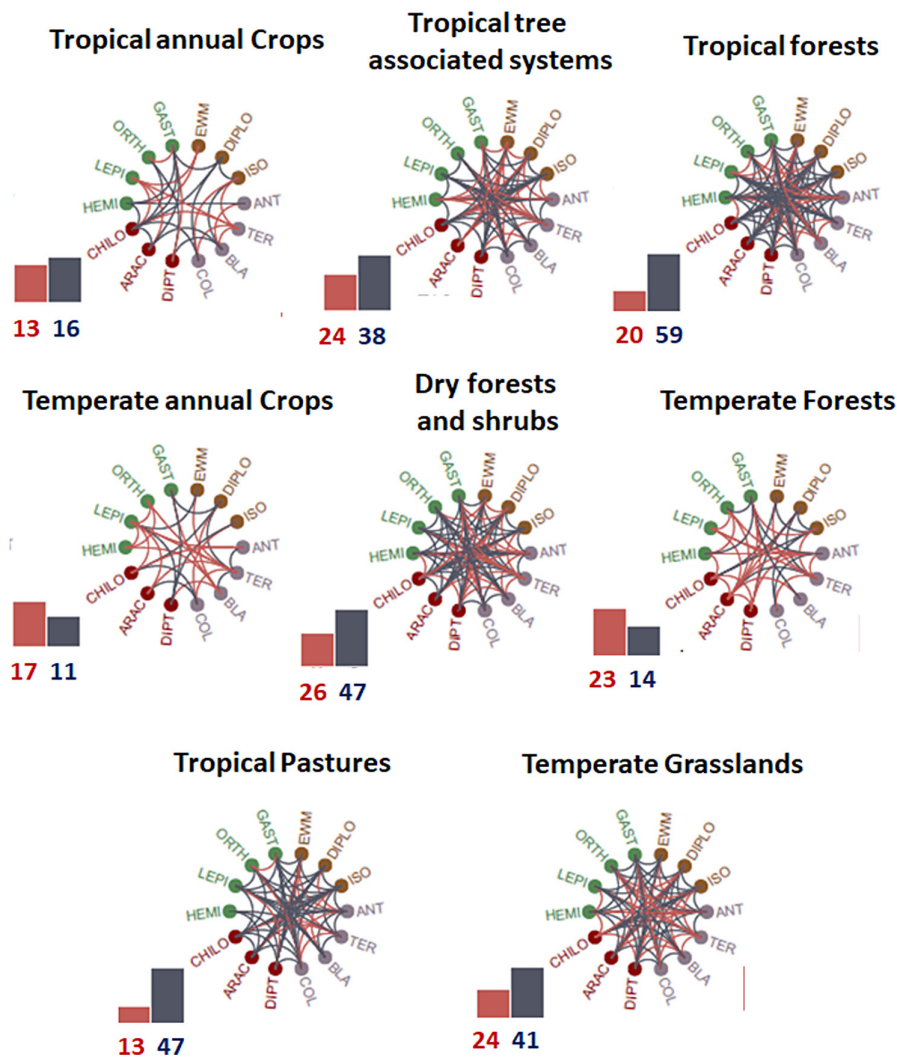 Tropical annual Crops
Tropical tree
associated systems
Tropical forests
GAST
EWM
ORTH
DIPLO
LEPI
ISO
HEMI
ANT
CHILO
TER
ARAC
BLA
DIPT
COL
13 16
GAST
EWM
ORTH
DIPLO
LEPI
ISO
HEMI
ANT
CHILO
TER
ARAC
BLA
DIPT
COL
24 38
GAST
EWM
ORTH
DIPLO
LEPI
ISO
HEMI
ANT
CHILO
TER
ARAC
BLA
DIPT
COL
20 59
Temperate annual Crops
Dry forests
and shrubs
Temperate Forests
GAST
EWM
ORTH
DIPLO
LEPI
ISO
HEMI
ANT
CHILO
TER
ARAC
BLA
DIPT
COL
17 11
GAST
EWM
ORTH
DIPLO
LEPI
ISO
HEMI
ANT
CHILO
TER
ARAC
BLA
DIPT
COL
26 47
GAST
EWM
ORTH
DIPLO
LEPI
ISO
HEMI
ANT
CHILO
TER
ARAC
BLA
DIPT
COL
23 14
Tropical Pastures
Temperate Grasslands
GAST
EWM
ORTH
DIPLO
LEPI
ISO
HEMI
ANT
CHILO
TER
ARAC
BLA
DIPT
COL
13 47
GAST
EWM
ORTH
DIPLO
LEPI
ISO
HEMI
ANT
CHILO
TER
ARAC
BLA
DIPT
COL
24 41